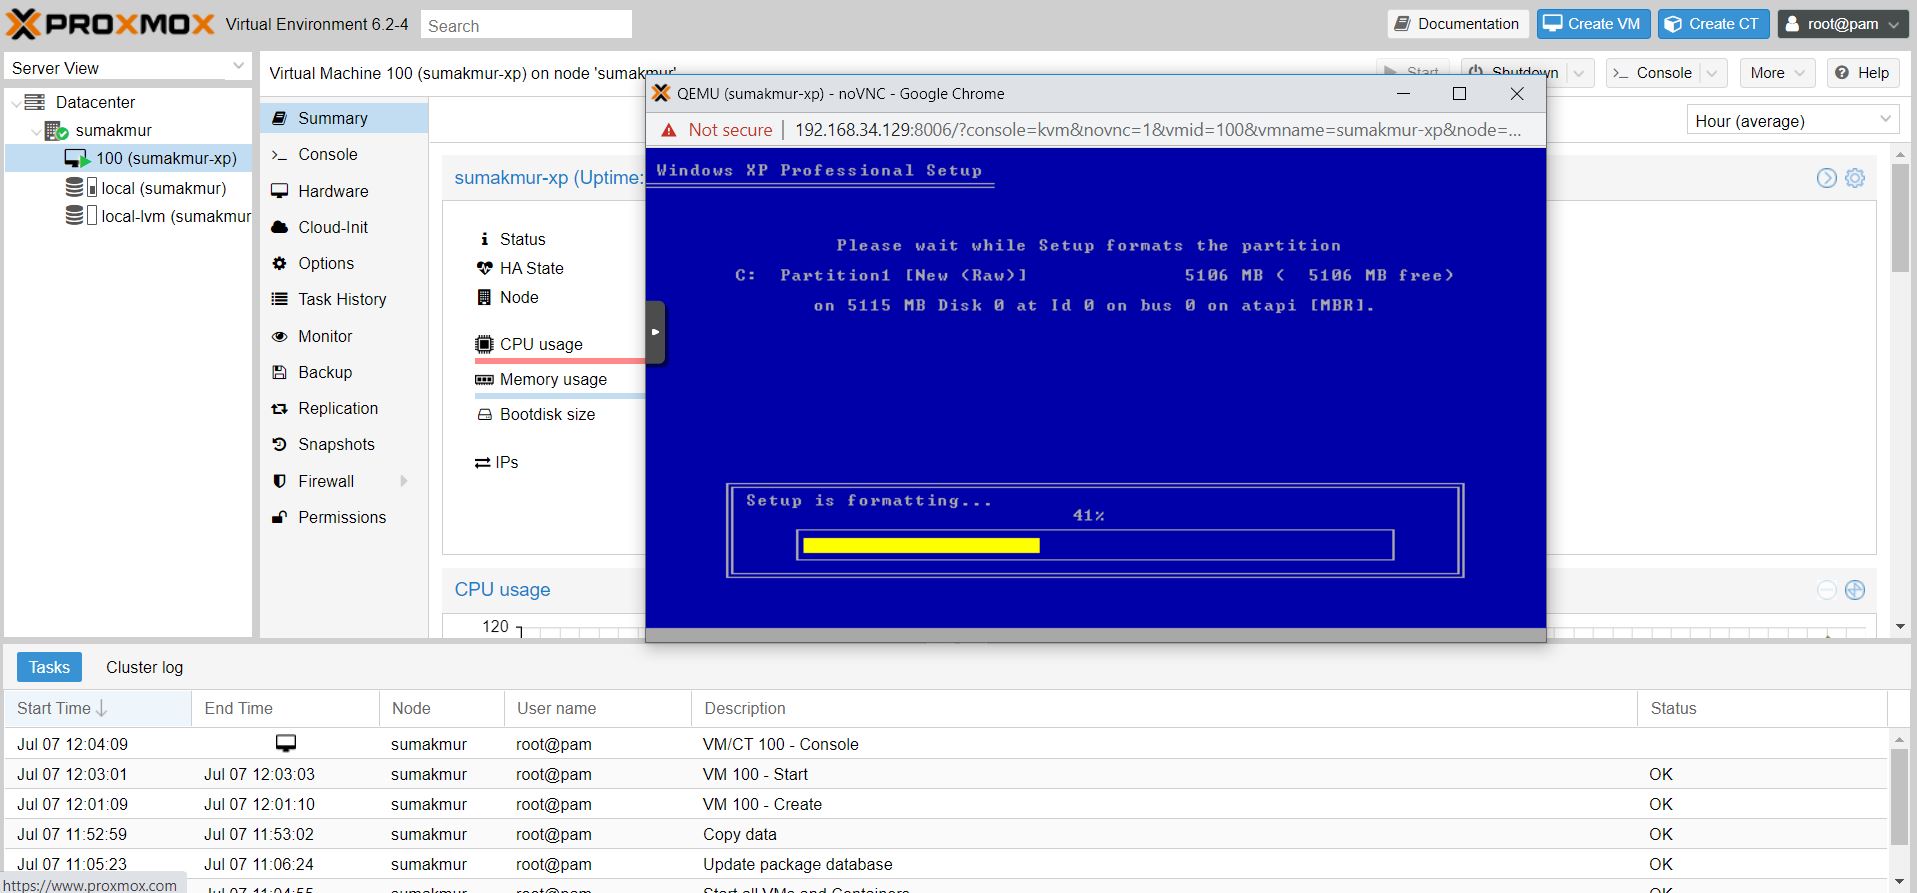 PROXMOX Virtual Environment 6.2-4 Search Documentation Create VM Create CT root@pam
Server View
Virtual Machine 100 (sumakmur-xp) on node 'sumakmur' Start Shutdown Console More Help
Datacenter
sumakmur
100 (sumakmur-xp)
local (sumakmur)
local-lvm (sumakmur
Summary
Console
Hardware
Cloud-Init
Options
Task History
Monitor
Backup
Replication
Snapshots
Firewall
Permissions
Hour (average)
sumakmur-xp (Uptime:
Status
HA State
Node
CPU usage
Memory usage
Bootdisk size
IPs
CPU usage
120
QEMU (sumakmur-xp) - noVNC - Google Chrome
Not secure | 192.168.34.129:8006/?console=kvm&novnc=1&vmid=100&vmname=sumakmur-xp&node=...
Windows XP Professional Setup
Please wait while Setup formats the partition
C: Partition1 [New (Raw)] 5106 MB ( 5106 MB free)
on 5115 MB Disk 0 at Id 0 on bus 0 on atapi [MBR].
Setup is formatting...
41%
Tasks Cluster log
Start Time End Time Node User name Description Status
Jul 07 12:04:09 sumakmur root@pam VM/CT 100 - Console
Jul 07 12:03:01 Jul 07 12:03:03 sumakmur root@pam VM 100 - Start OK
Jul 07 12:01:09 Jul 07 12:01:10 sumakmur root@pam VM 100 - Create OK
Jul 07 11:52:59 Jul 07 11:53:02 sumakmur root@pam Copy data OK
Jul 07 11:05:23 Jul 07 11:06:24 sumakmur root@pam Update package database OK
Jul 07 11:04:55 sumakmur root@pam Start all VMs and Containers OK
https://www.proxmox.com